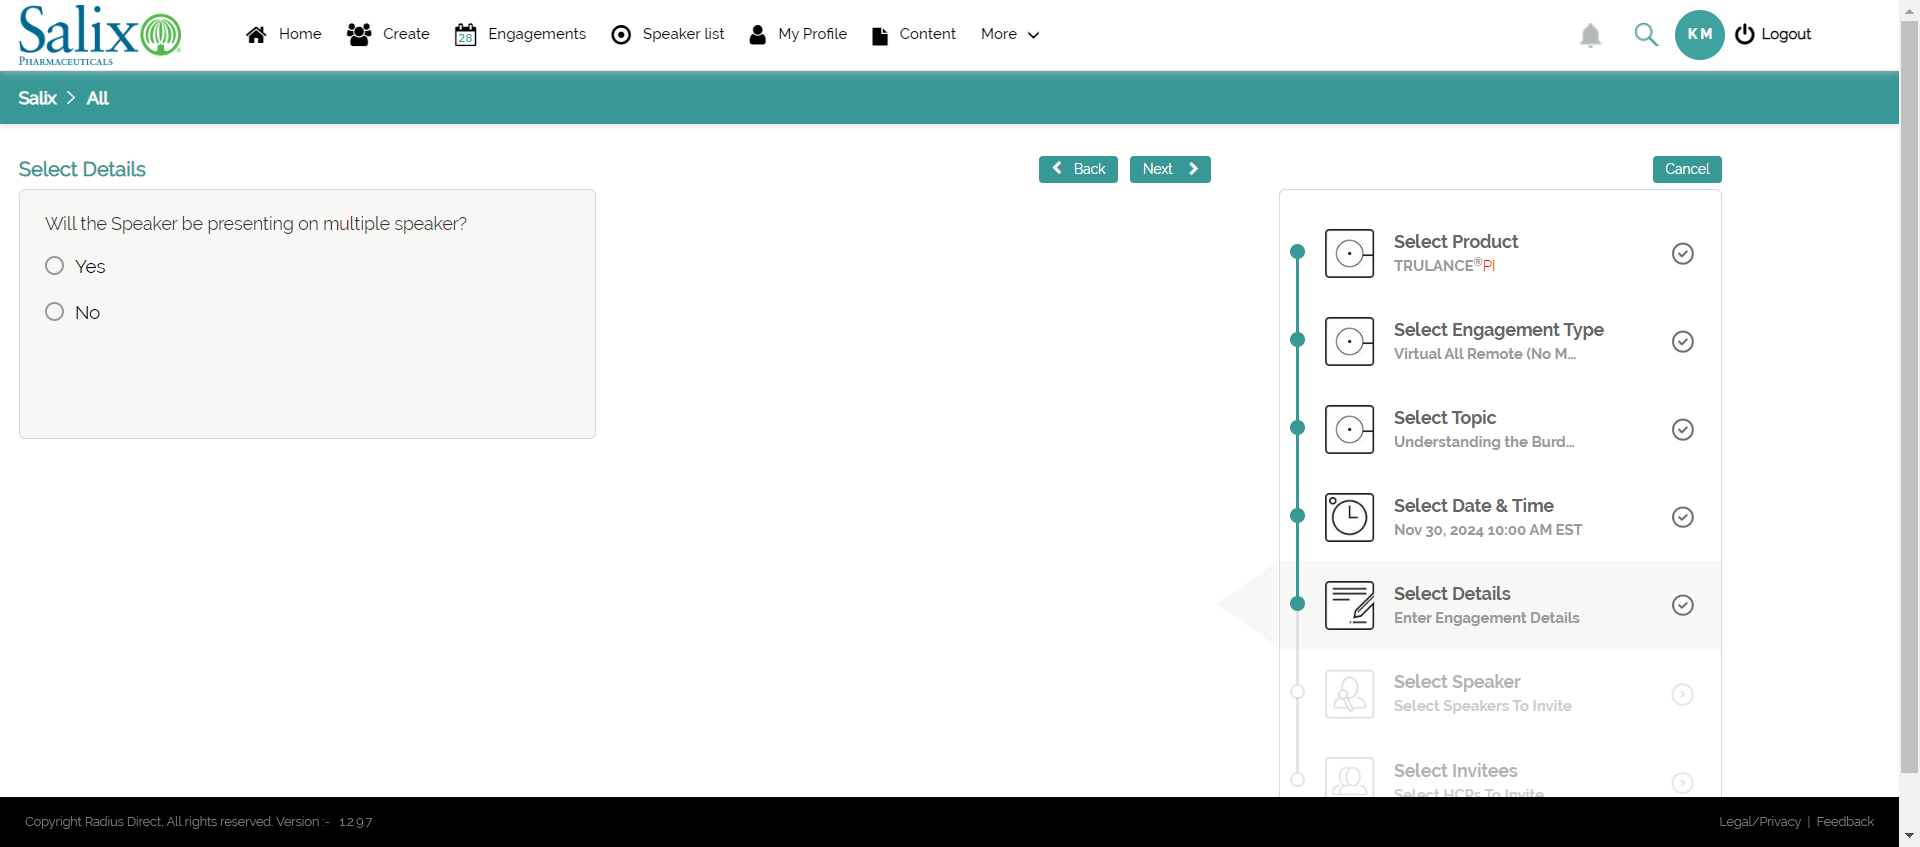 Salix
PHARMACEUTICALS
Home
Create
28
Engagements
Speaker list
My Profile
Content
More
KM
Logout
Salix > All
Select Details
Back
Next
Cancel
Will the Speaker be presenting on multiple speaker?
Yes
No
Select Product
TRULANCE®PI
Select Engagement Type
Virtual All Remote (No M...
Select Topic
Understanding the Burd...
Select Date & Time
Nov 30, 2024 10:00 AM EST
Select Details
Enter Engagement Details
Select Speaker
Select Speakers To Invite
Select Invitees
Select HCPs To Invite
Copyright Radius Direct, All rights reserved. Version :- 1.2.9.7
Legal/Privacy | Feedback